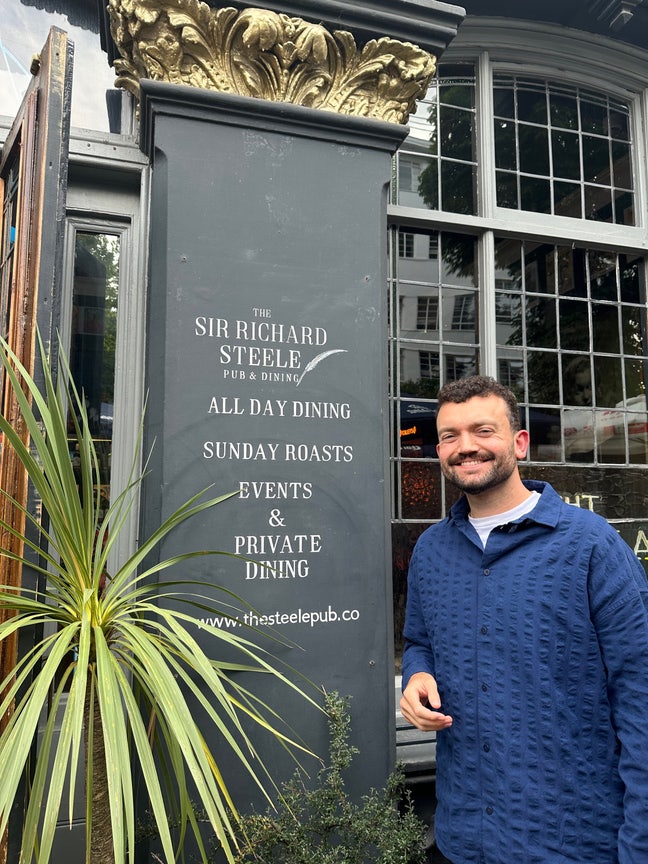 THE
SIR RICHARD
STEELE
PUB & DINING
ALL DAY DINING
SUNDAY ROASTS
EVENTS
&
PRIVATE
DINING
www.thesteelepub.co